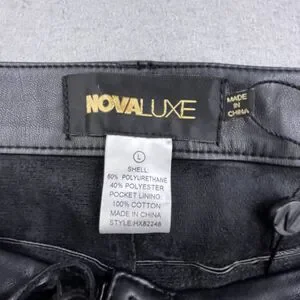 NOVALUXE
MADE IN
CHINA
L
SHELL:
60% POLYURETHANE
40% POLYESTER
POCKET LINING:
100% COTTON
MADE IN CHINA
STYLE:HX82248